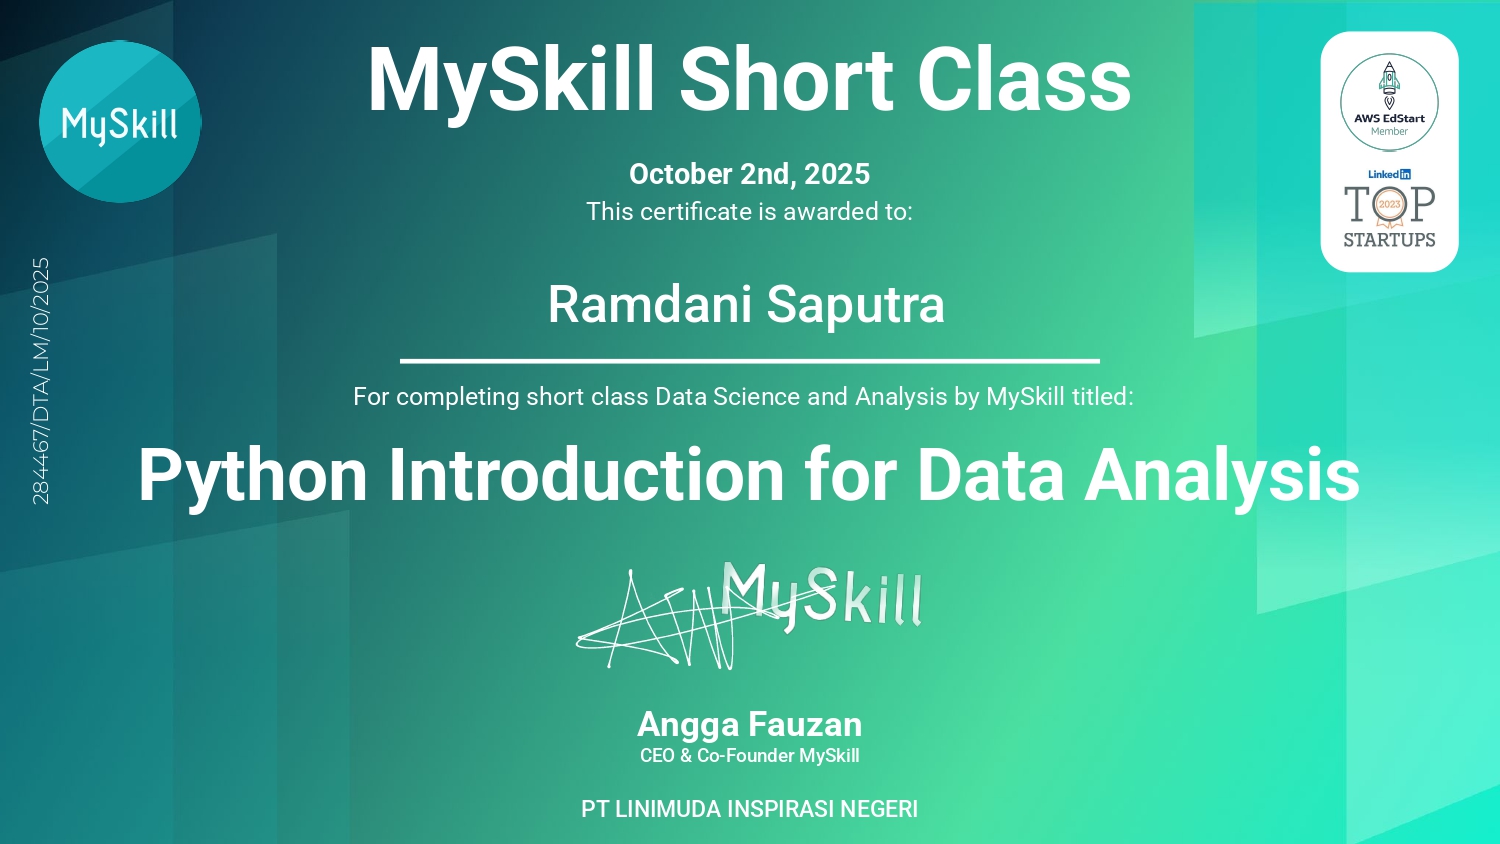 MySkill
MySkill Short Class
AWS EdStart
Member
October 2nd, 2025
LinkedIn
TOP
2023
STARTUPS
This certificate is awarded to:
Ramdani Saputra
284467/DTA/LM/10/2025
For completing short class Data Science and Analysis by MySkill titled:
Python Introduction for Data Analysis
MySkill
Angga Fauzan
CEO & Co-Founder MySkill
PT LINIMUDA INSPIRASI NEGERI